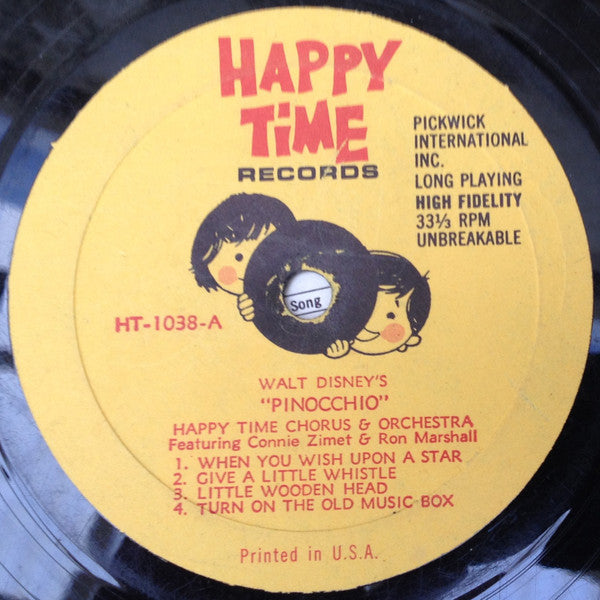 HAPPY
TiME
RECORDS
PICKWICK
INTERNATIONAL
INC.
LONG PLAYING
HIGH FIDELITY
33⅓ RPM
UNBREAKABLE
Song
HT-1038-A
WALT DISNEY'S
"PINOCCHIO"
HAPPY TIME CHORUS & ORCHESTRA
Featuring Connie Zimet & Ron Marshall
1. WHEN YOU WISH UPON A STAR
2. GIVE A LITTLE WHISTLE
3. LITTLE WOODEN HEAD
4. TURN ON THE OLD MUSIC BOX
Printed in U.S.A.